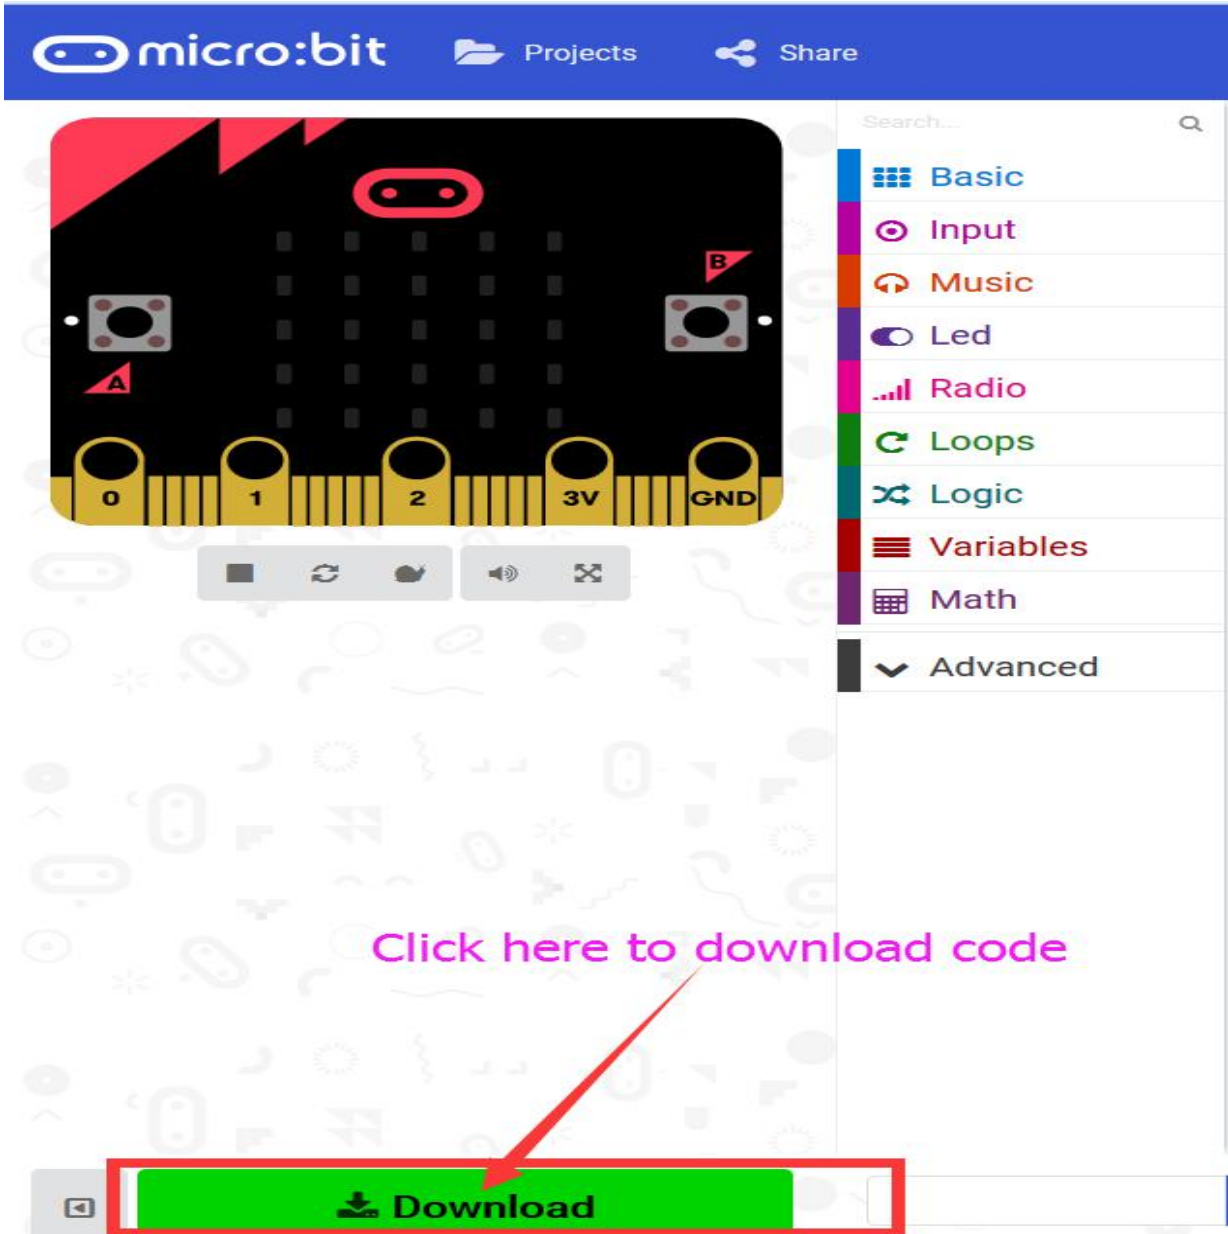 micro:bit Projects Share
Search...
Basic
Input
Music
Led
Radio
Loops
Logic
Variables
Math
Advanced
B
A
0 1 2 3V GND
Click here to download code
Download